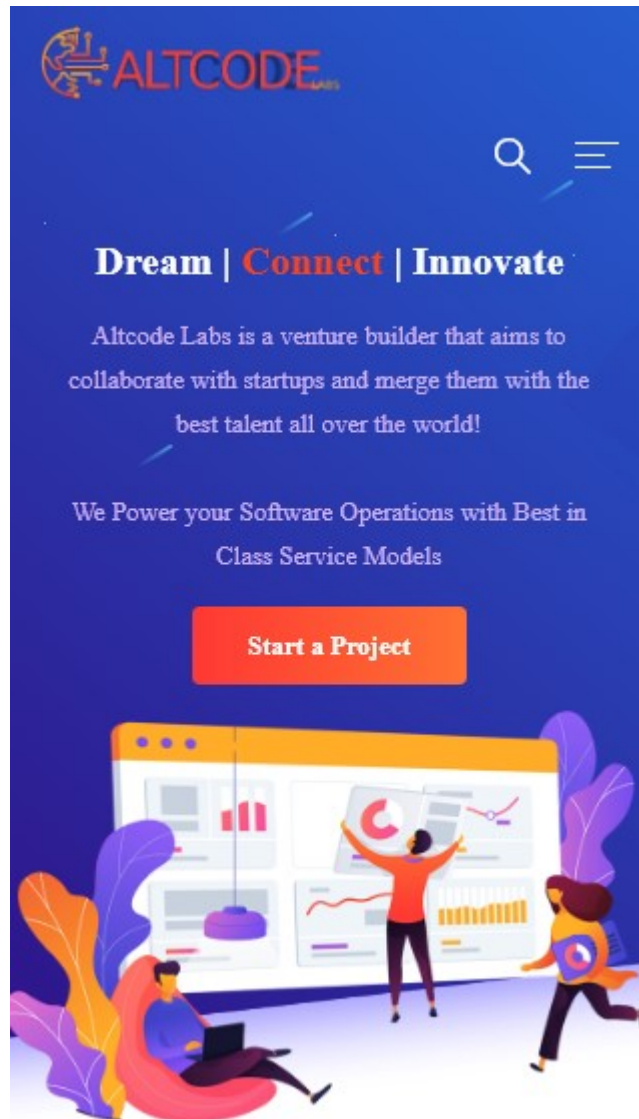 ALTCODE LABS
Dream | Connect | Innovate
Altcode Labs is a venture builder that aims to
collaborate with startups and merge them with the
best talent all over the world!
We Power your Software Operations with Best in
Class Service Models
Start a Project